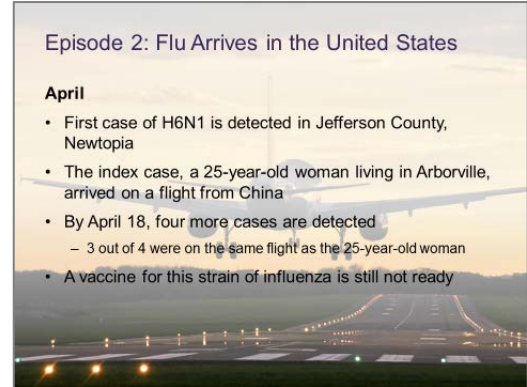 Episode 2: Flu Arrives in the United States
April
• First case of H6N1 is detected in Jefferson County,
Newtopia
• The index case, a 25-year-old woman living in Arborville,
arrived on a flight from China
• By April 18, four more cases are detected
– 3 out of 4 were on the same flight as the 25-year-old woman
• A vaccine for this strain of influenza is still not ready